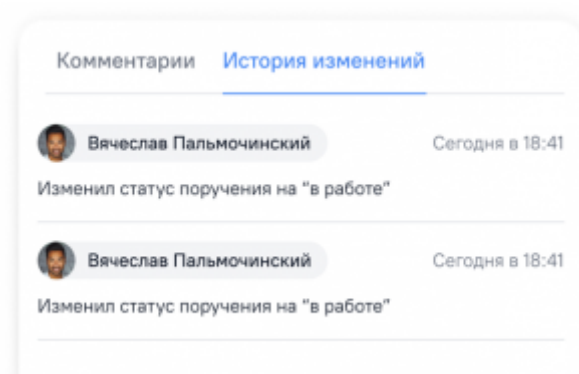 Комментарии История изменений
Вячеслав Пальмочинский Сегодня в 18:41
Изменил статус поручения на "в работе"
Вячеслав Пальмочинский Сегодня в 18:41
Изменил статус поручения на "в работе"